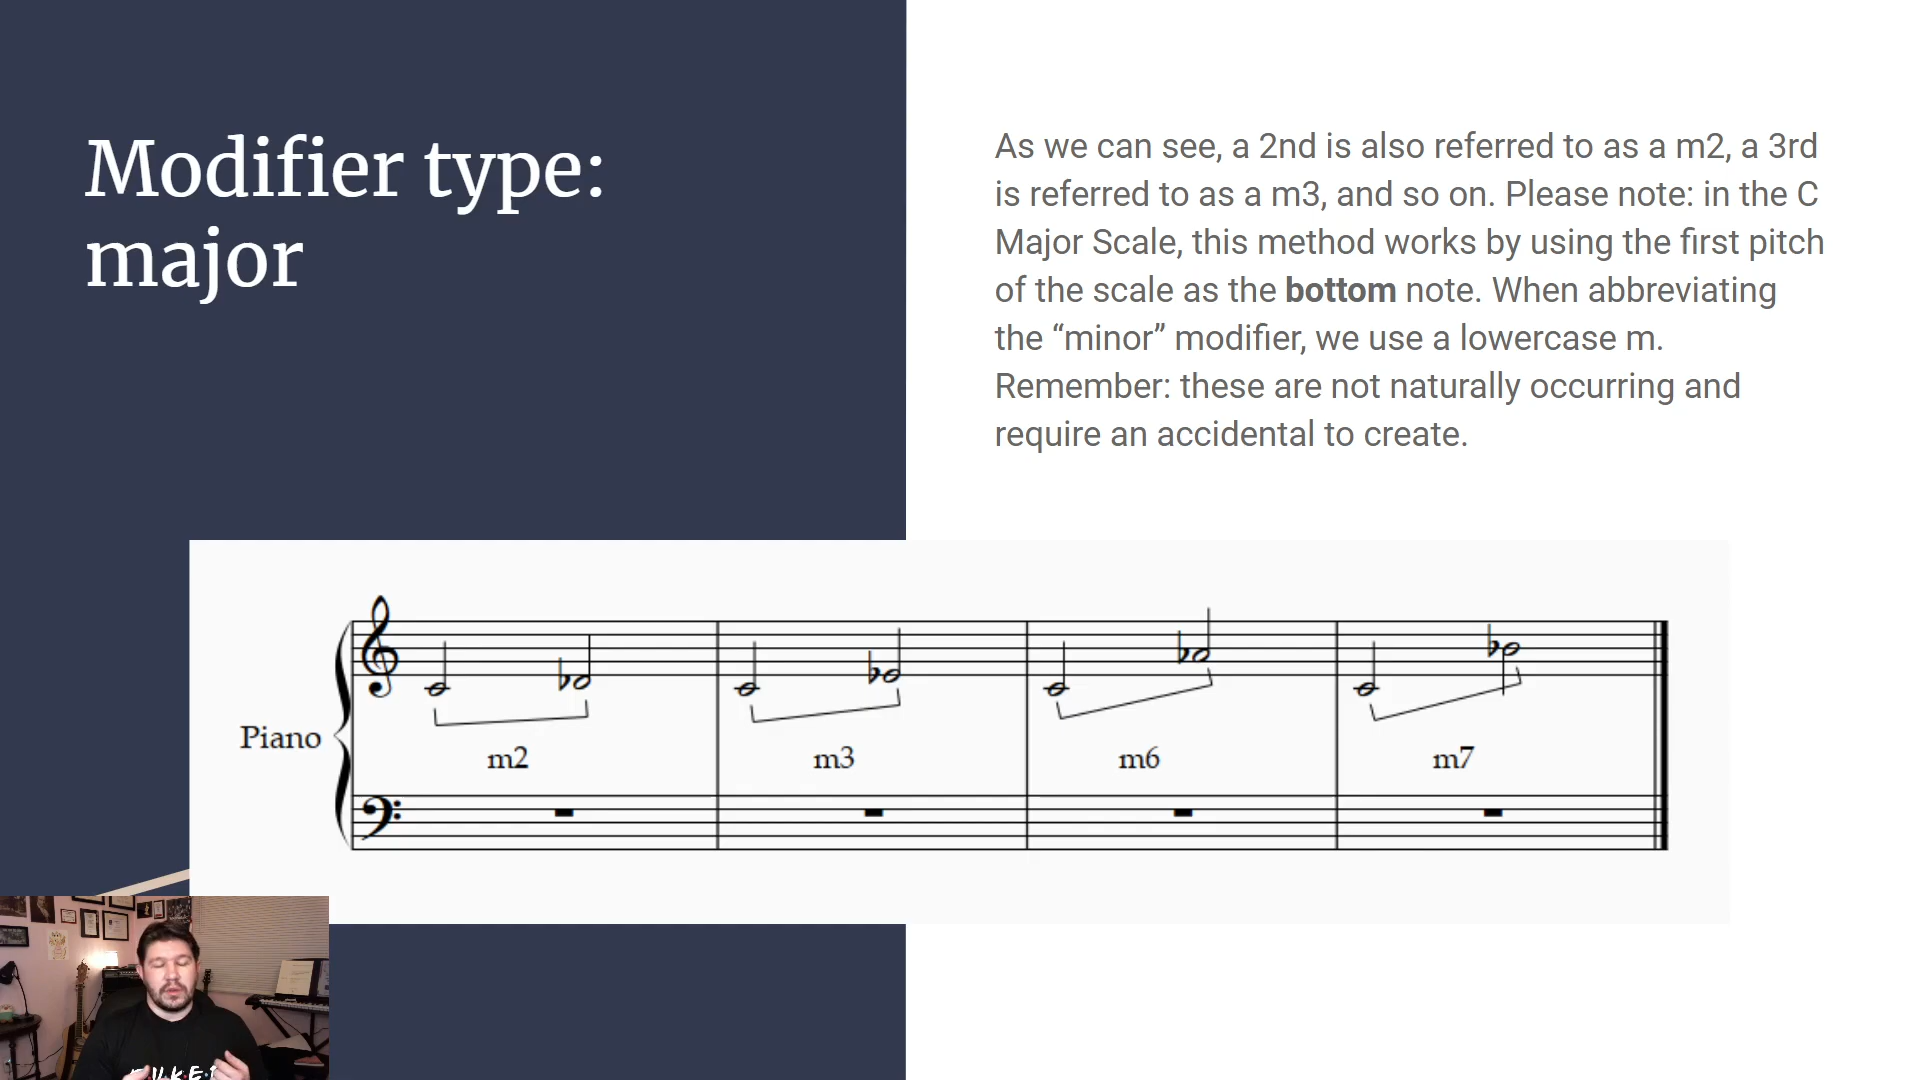 Modifier type:
major
As we can see, a 2nd is also referred to as a m2, a 3rd
is referred to as a m3, and so on. Please note: in the C
Major Scale, this method works by using the first pitch
of the scale as the bottom note. When abbreviating
the “minor” modifier, we use a lowercase m.
Remember: these are not naturally occurring and
require an accidental to create.
Piano
m2
m3
m6
m7